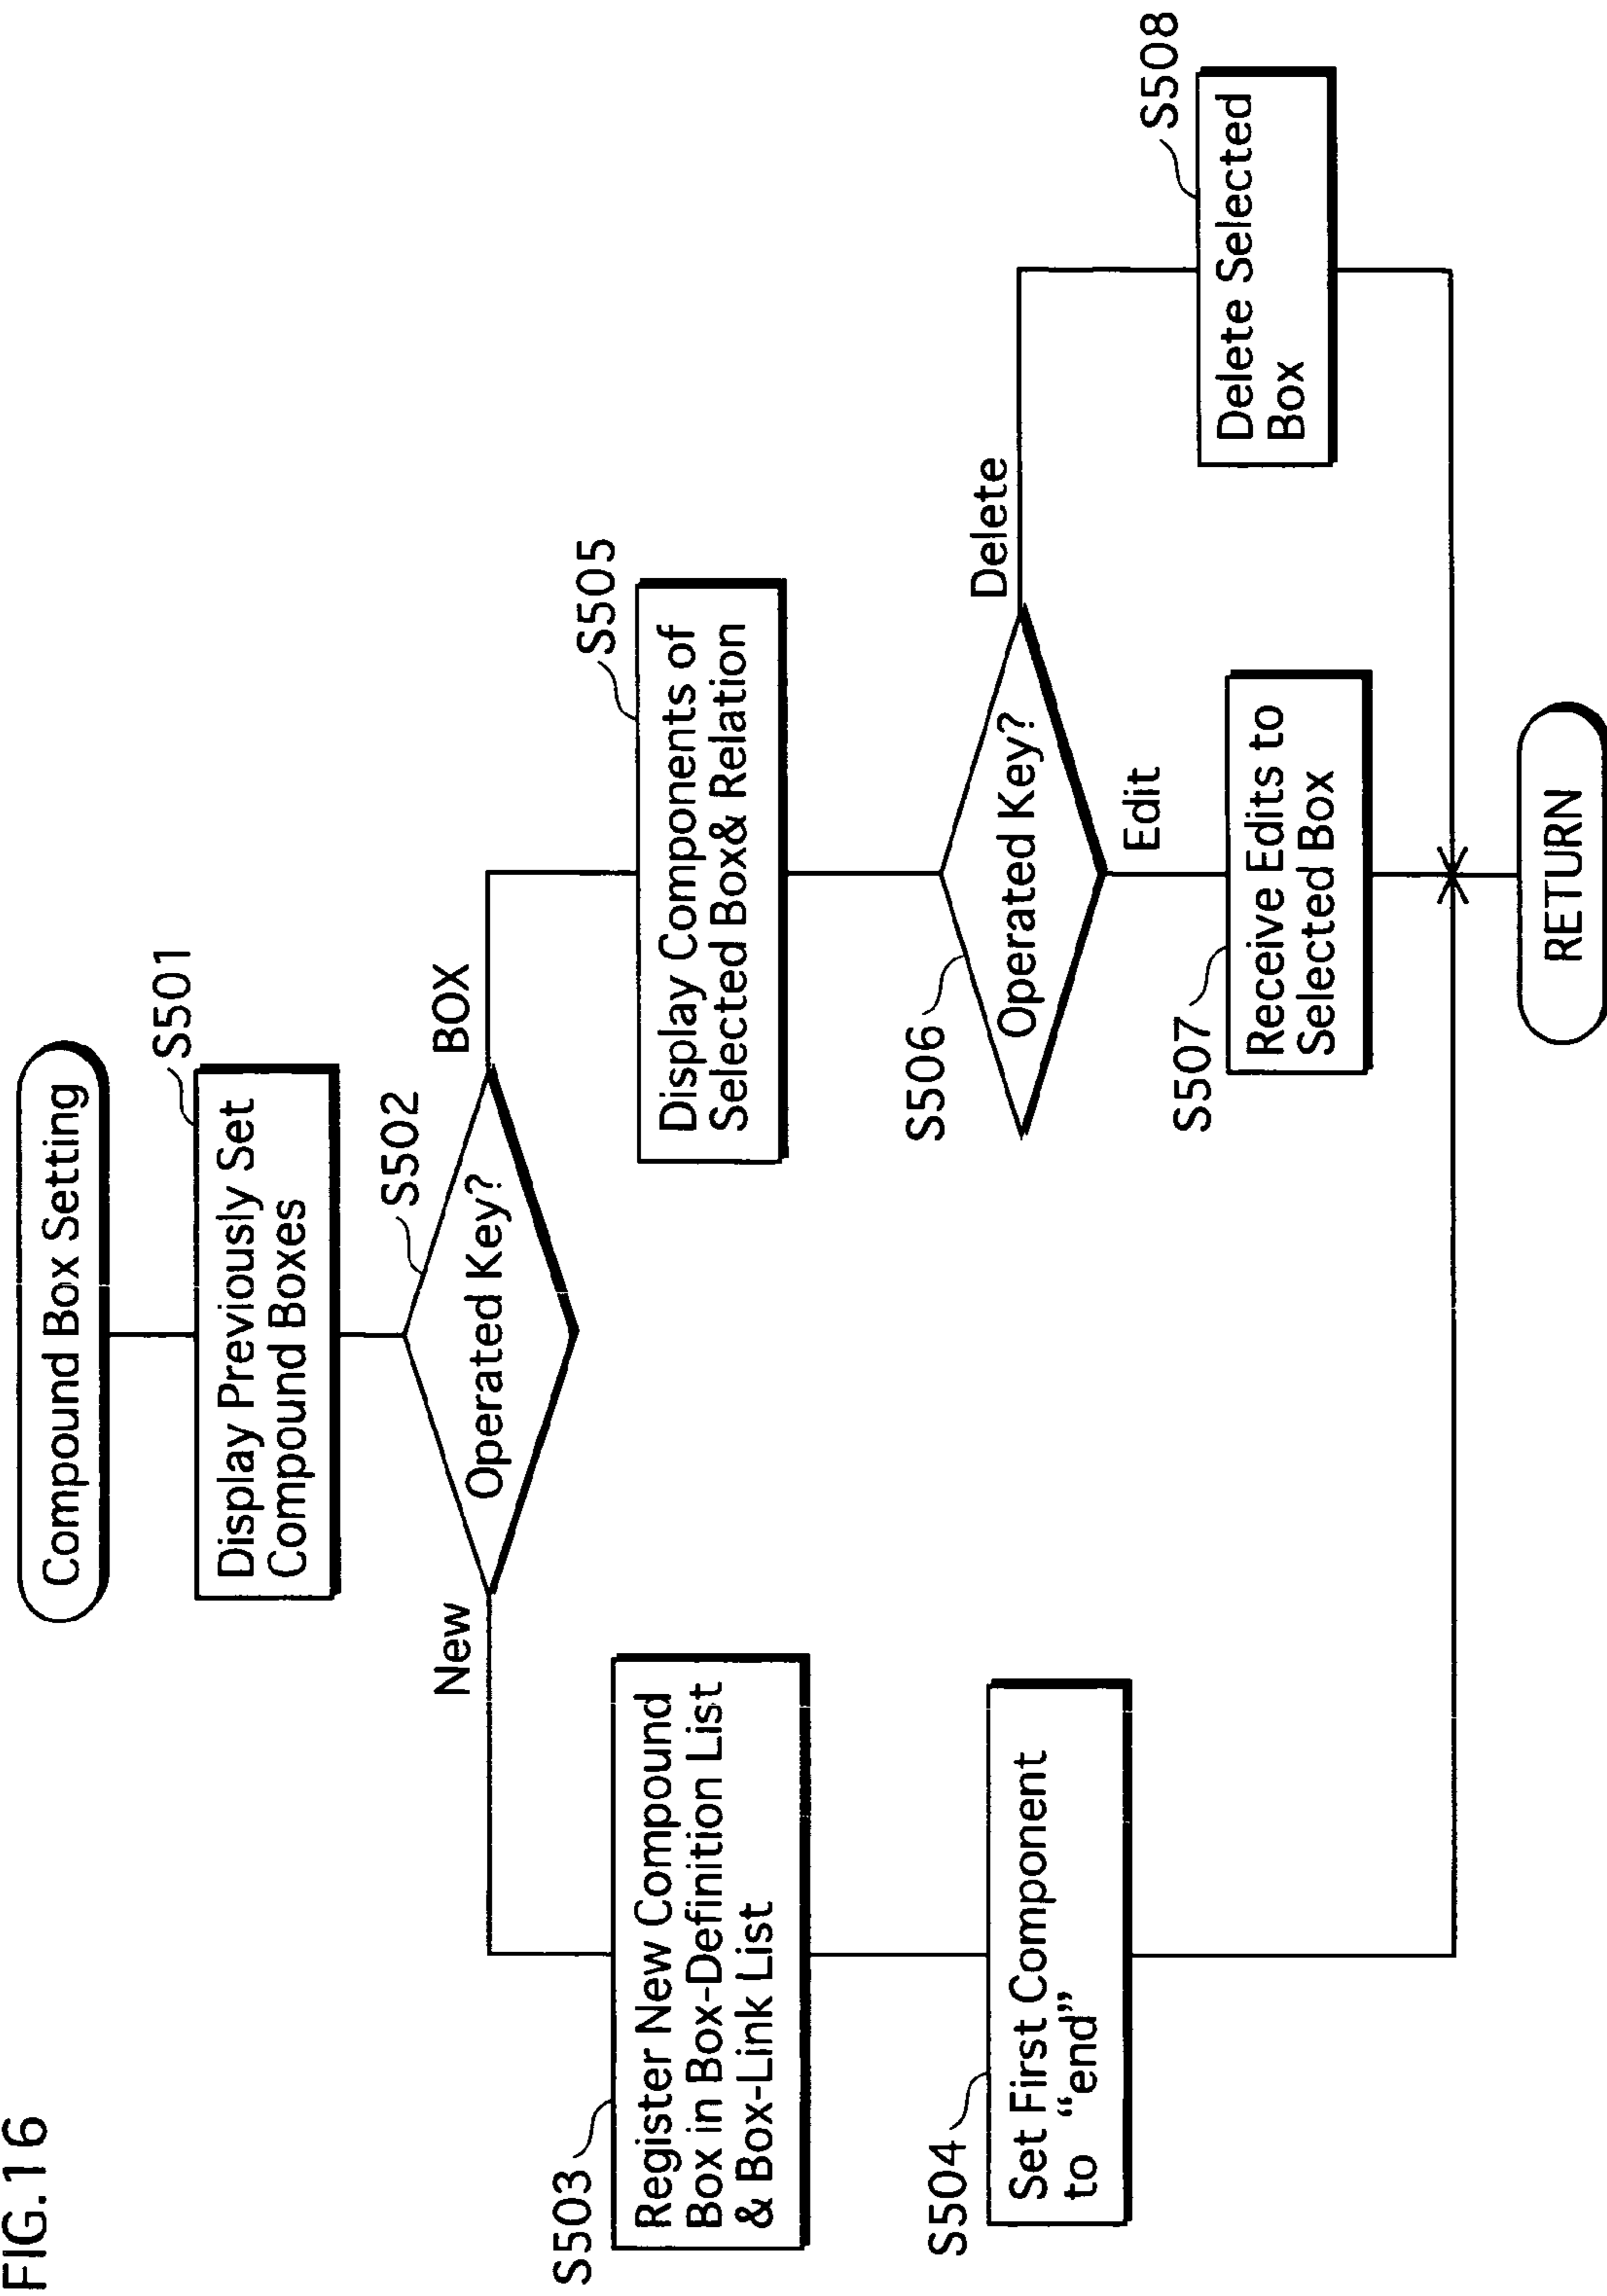 FIG.16
Compound Box Setting
S501
Display Previously Set
Compound Boxes
S502
Operated Key?
New
BOX
S503
Register New Compound
Box in Box-Definition List
& Box-Link List
S504
Set First Component
to “end”
S505
Display Components of
Selected Box& Relation
S506
Operated Key?
Delete
Edit
S507
Receive Edits to
Selected Box
S508
Delete Selected
Box
RETURN